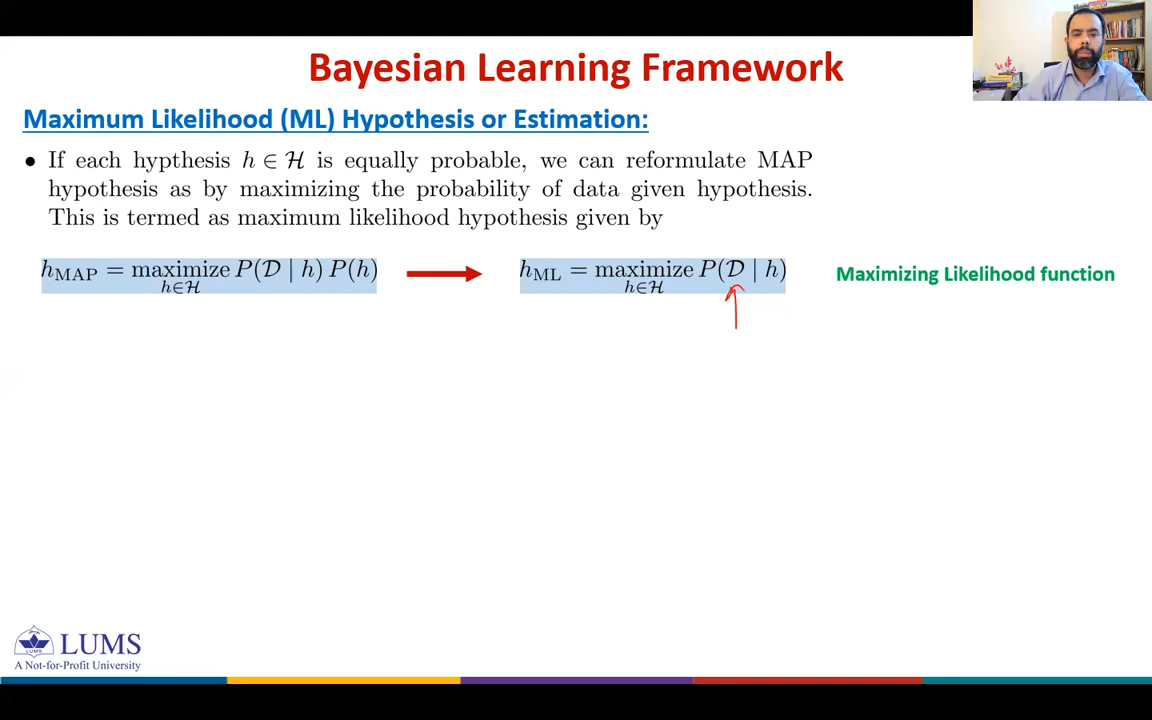 Bayesian Learning Framework
Maximum Likelihood (ML) Hypothesis or Estimation:
• If each hypthesis h ∈ ℋ is equally probable, we can reformulate MAP
hypothesis as by maximizing the probability of data given hypothesis.
This is termed as maximum likelihood hypothesis given by
h_MAP = maximize_{h∈ℋ} P(𝒟 | h) P(h)
h_ML = maximize_{h∈ℋ} P(𝒟 | h)
Maximizing Likelihood function
LUMS
A Not-for-Profit University